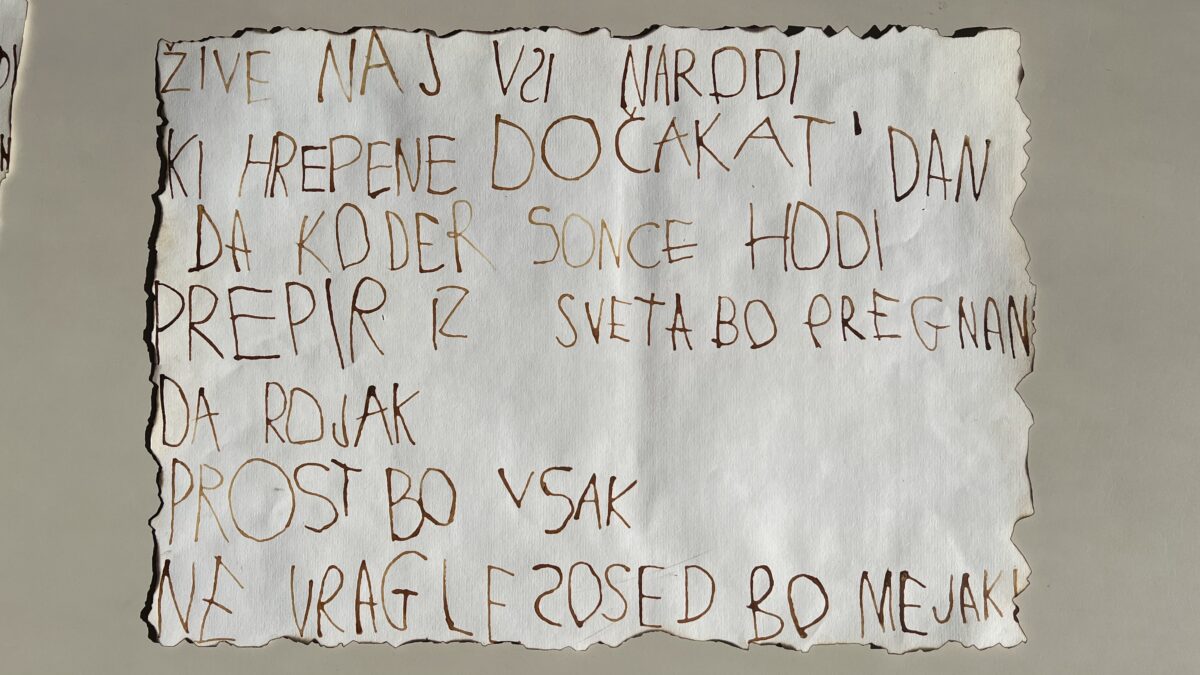 ŽIVE NAJ VSI NARODI
KI HREPENE DOČAKAT' DAN
DA KODER SONCE HODI
PREPIR IZ SVETA BO PREGNAN
DA ROJAK
PROST BO VSAK
NE VRAG LE SOSED BO MEJAK!